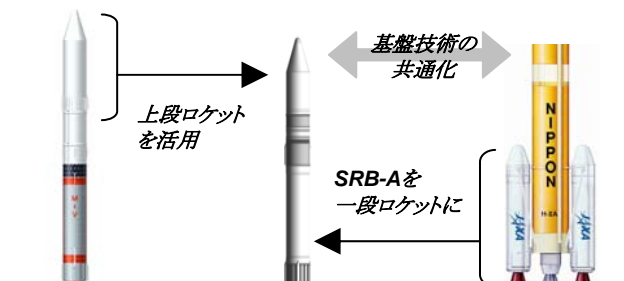 上段ロケット
を活用
基盤技術の
共通化
SRB-Aを
一段ロケットに
M-V
NIPPON
H-IIA
JAXA
JAXA